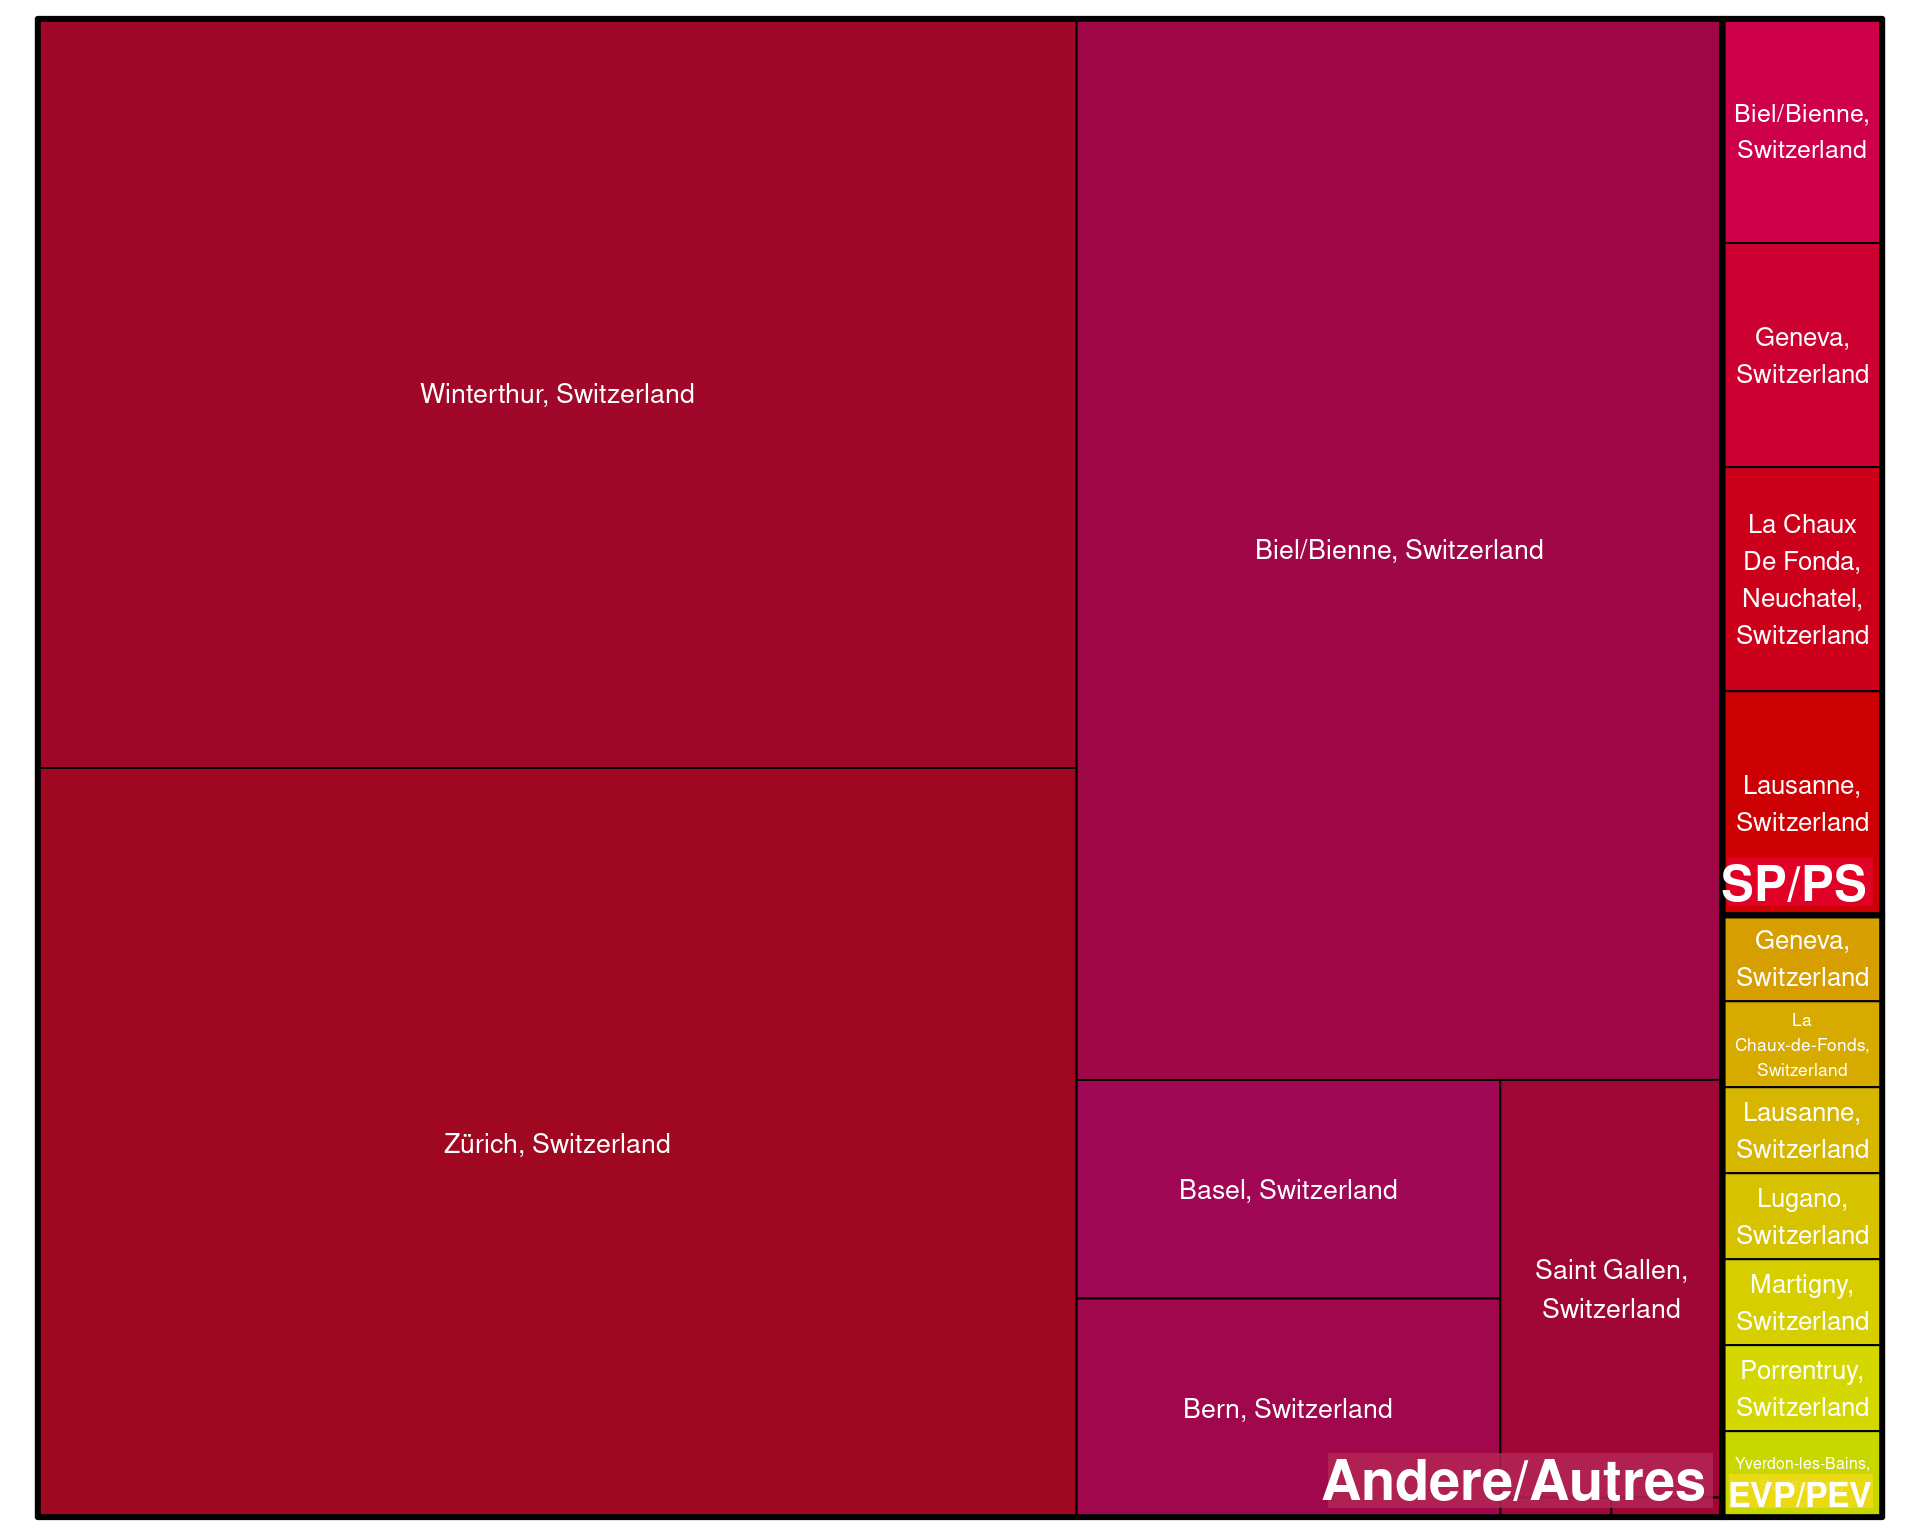 Winterthur, Switzerland
Zürich, Switzerland
Biel/Bienne, Switzerland
Basel, Switzerland
Bern, Switzerland
Saint Gallen,
Switzerland
Andere/Autres
Biel/Bienne,
Switzerland
Geneva,
Switzerland
La Chaux
De Fonda,
Neuchatel,
Switzerland
Lausanne,
Switzerland
SP/PS
Geneva,
Switzerland
La
Chaux-de-Fonds,
Switzerland
Lausanne,
Switzerland
Lugano,
Switzerland
Martigny,
Switzerland
Porrentruy,
Switzerland
Yverdon-les-Bains,
EVP/PEV